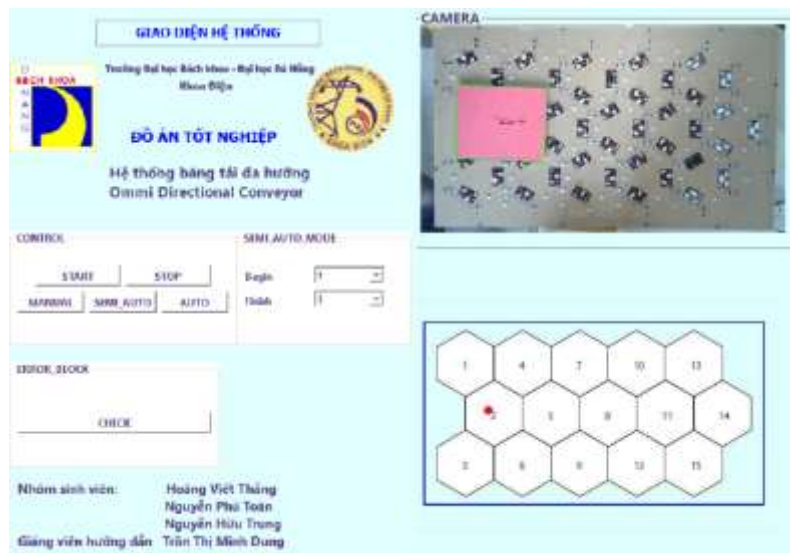 GIAO DIỆN HỆ THỐNG
Trường Đại học Bách khoa - Đại học Đà Nẵng
Khoa Điện
BÁCH KHOA
ĐỒ ÁN TỐT NGHIỆP
Hệ thống băng tải đa hướng
Ommi Directional Conveyor
CONTROL
START
STOP
MANUAL
SEMI_AUTO
AUTO
SEMI_AUTO_MODE
Begin
1
Finish
1
ERROR_BLOCK
CHECK
Nhóm sinh viên:
Hoàng Viết Thắng
Nguyễn Phú Toàn
Nguyễn Hữu Trung
Giảng viên hướng dẫn
Trần Thị Minh Dung
CAMERA
1
4
7
10
13
2
5
8
11
14
3
6
9
12
15